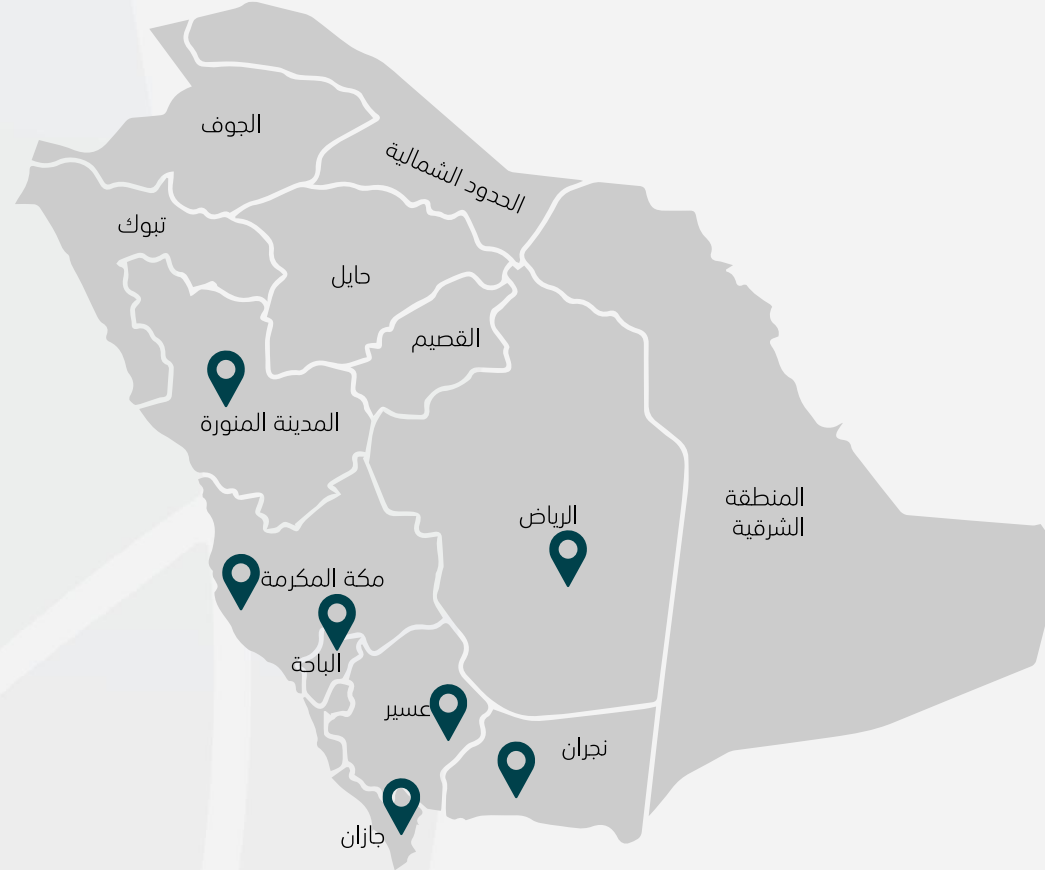 الجوف
الحدود الشمالية
تبوك
حايل
القصيم
المدينة المنورة
المنطقة
الشرقية
الرياض
مكة المكرمة
الباحة
عسير
نجران
جازان